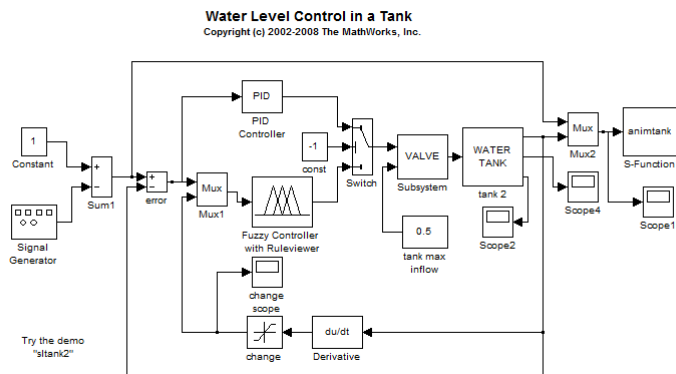 Water Level Control in a Tank
Copyright (c) 2002-2008 The MathWorks, Inc.
PID
PID
Controller
1
Constant
-1
const
Switch
VALVE
Subsystem
WATER
TANK
tank 2
Mux
Mux2
animtank
S-Function
Sum1
error
Mux
Mux1
Fuzzy Controller
with Ruleviewer
Signal
Generator
0.5
tank max
inflow
Scope2
Scope4
Scope1
change
scope
Try the demo
"sltank2"
change
du/dt
Derivative